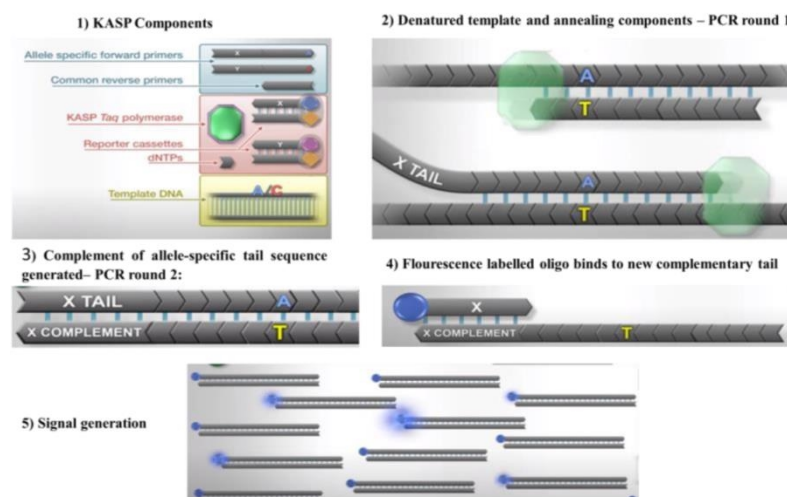 1) KASP Components
Allele specific forward primers
Common reverse primers
KASP Taq polymerase
Reporter cassettes
dNTPs
Template DNA
X
Y
X
Y
A/G
2) Denatured template and annealing components – PCR round 1
A
T
X TAIL
A
T
3) Complement of allele-specific tail sequence
generated– PCR round 2:
X TAIL
A
X COMPLEMENT
T
4) Flourescence labelled oligo binds to new complementary tail
X
X COMPLEMENT
T
5) Signal generation